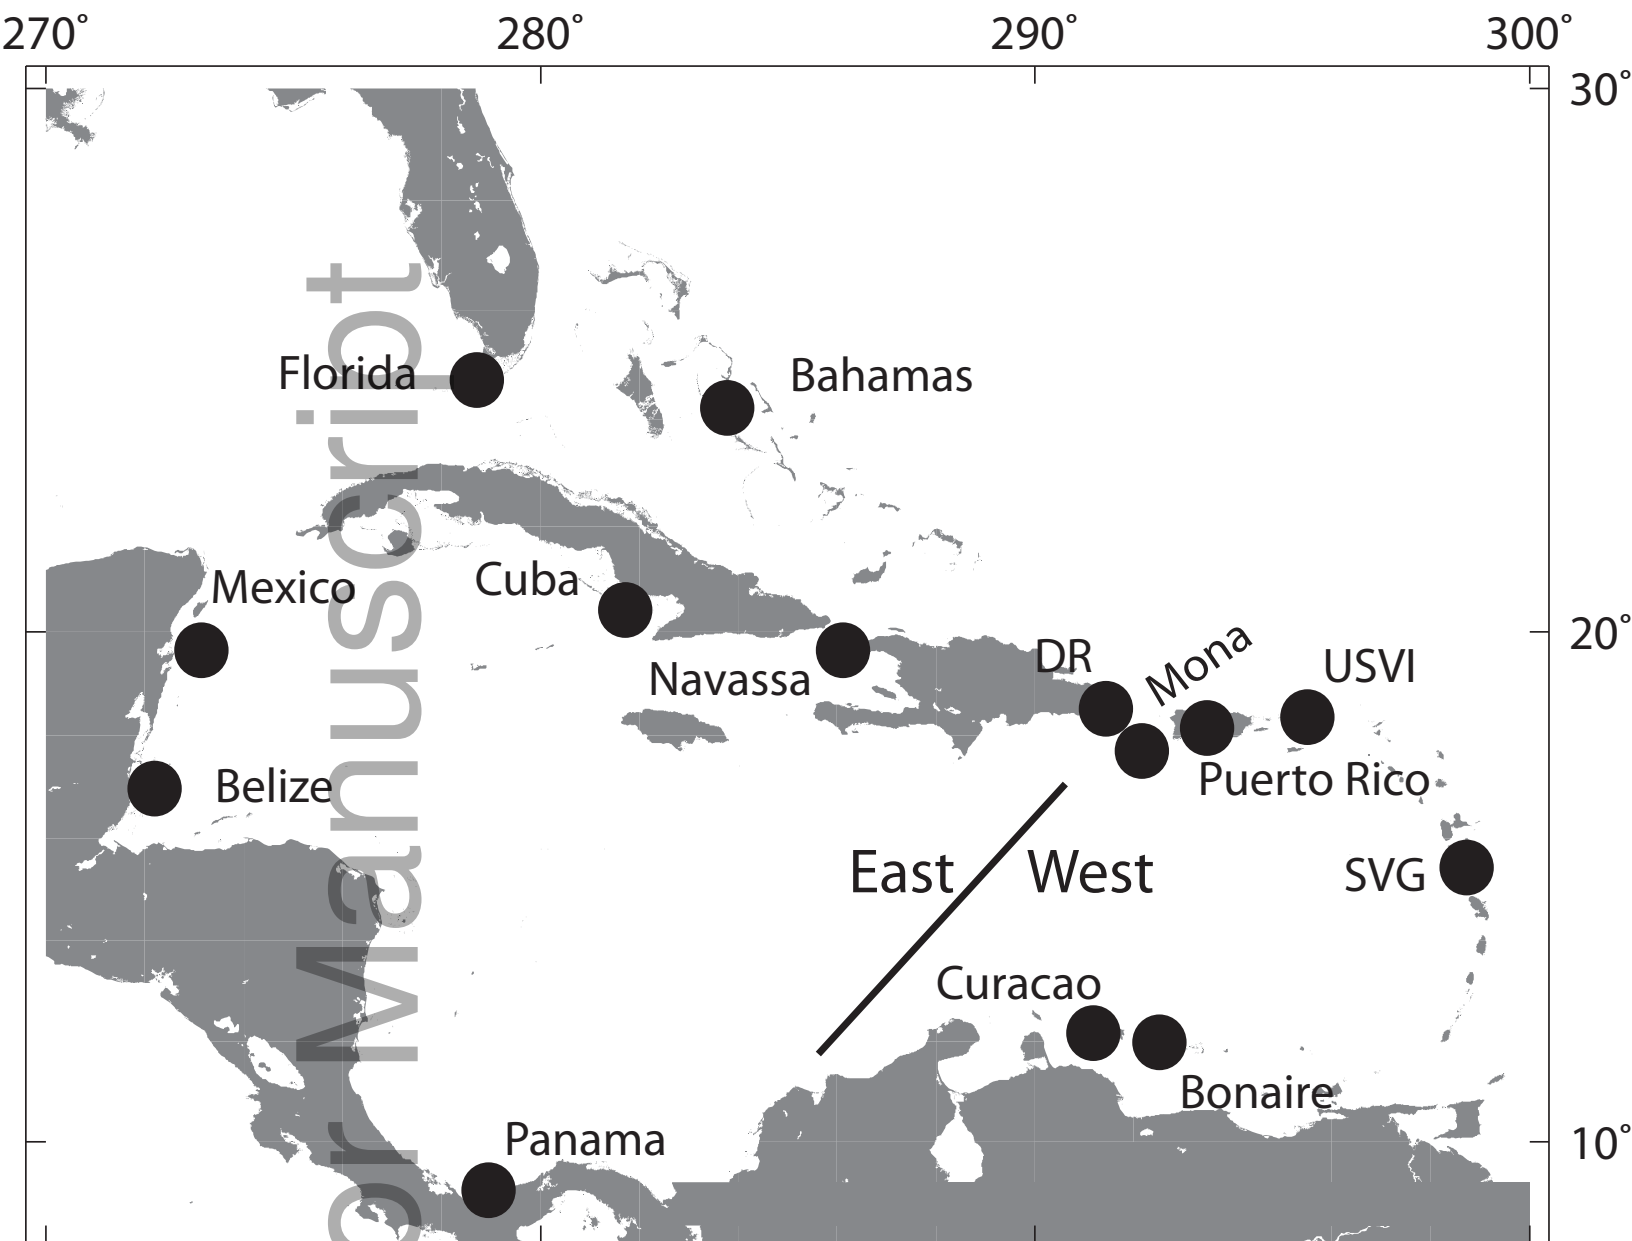 270° 280° 290° 300°
30°
Florida
Bahamas
Mexico
Cuba
20°
Navassa
DR
Mona
USVI
Belize
Puerto Rico
East
West
SVG
Curacao
Bonaire
Panama
10°
or Manuscript